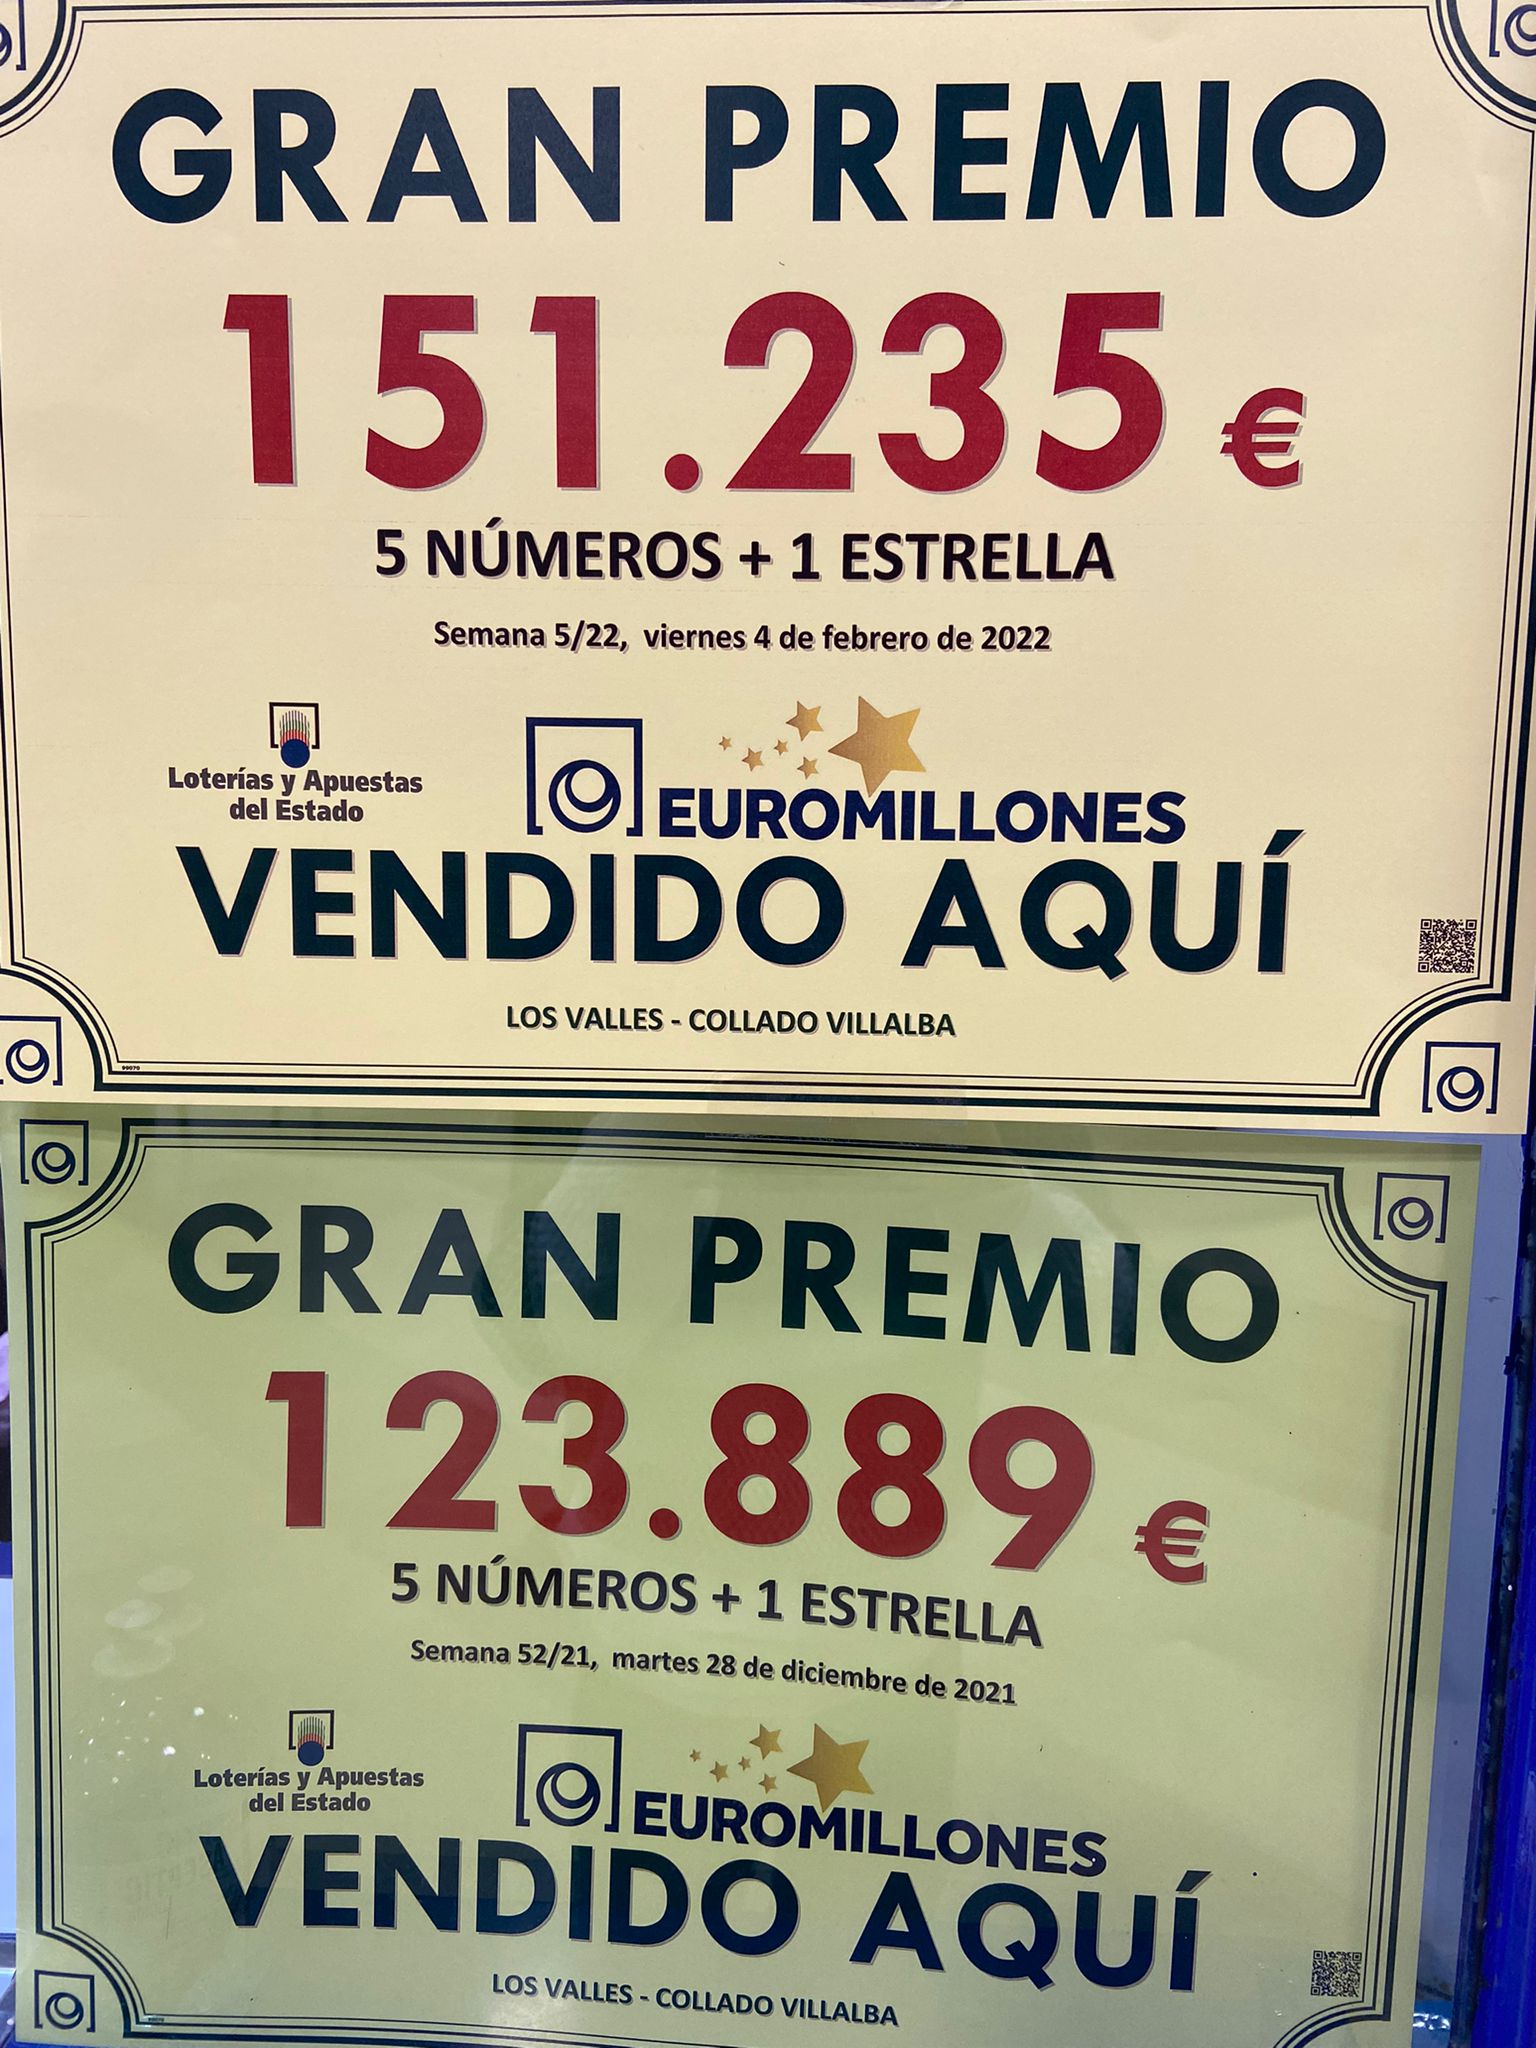 GRAN PREMIO
151.235 €
5 NÚMEROS + 1 ESTRELLA
Semana 5/22, viernes 4 de febrero de 2022
Loterías y Apuestas
del Estado
EUROMILLONES
VENDIDO AQUÍ
LOS VALLES - COLLADO VILLALBA
99070
GRAN PREMIO
123.889 €
5 NÚMEROS + 1 ESTRELLA
Semana 52/21, martes 28 de diciembre de 2021
Loterías y Apuestas
del Estado
EUROMILLONES
VENDIDO AQUÍ
LOS VALLES - COLLADO VILLALBA